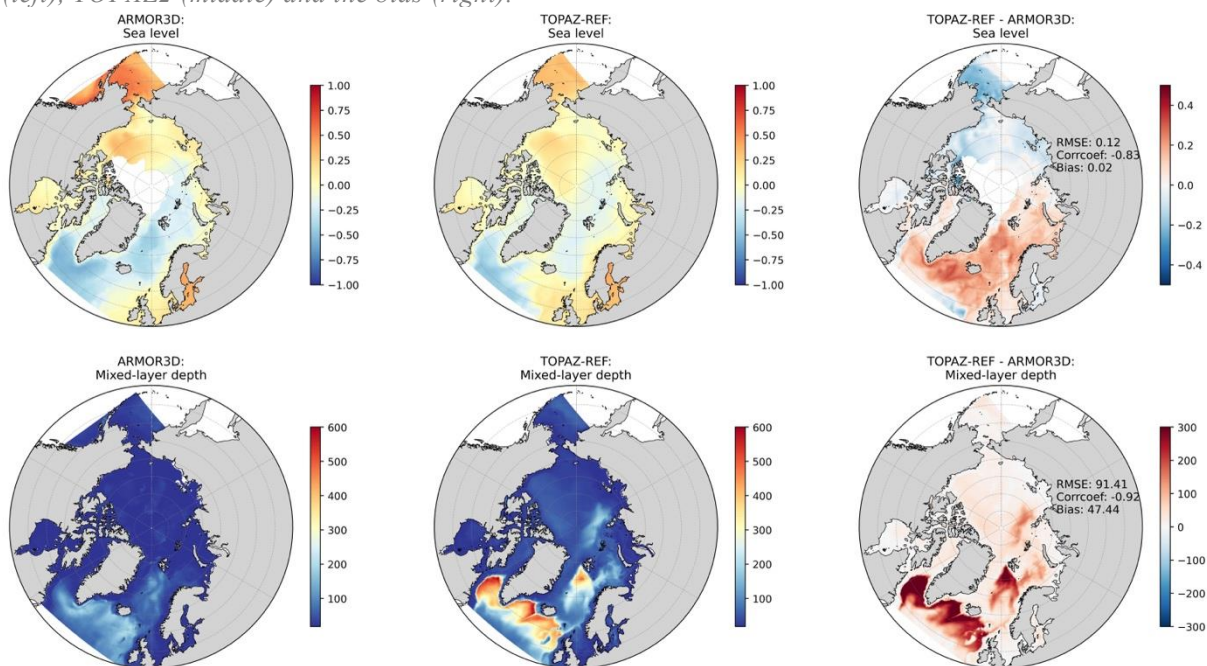 (left), TOPAZ2 (middle) and the bias (right).
ARMOR3D:
Sea level
1.00
0.75
0.50
0.25
0.00
−0.25
−0.50
−0.75
−1.00
TOPAZ-REF:
Sea level
1.00
0.75
0.50
0.25
0.00
−0.25
−0.50
−0.75
−1.00
TOPAZ-REF - ARMOR3D:
Sea level
RMSE: 0.12
Corrcoef: -0.83
Bias: 0.02
0.4
0.2
0.0
−0.2
−0.4
ARMOR3D:
Mixed-layer depth
600
500
400
300
200
100
TOPAZ-REF:
Mixed-layer depth
600
500
400
300
200
100
TOPAZ-REF - ARMOR3D:
Mixed-layer depth
RMSE: 91.41
Corrcoef: -0.92
Bias: 47.44
300
200
100
0
−100
−200
−300